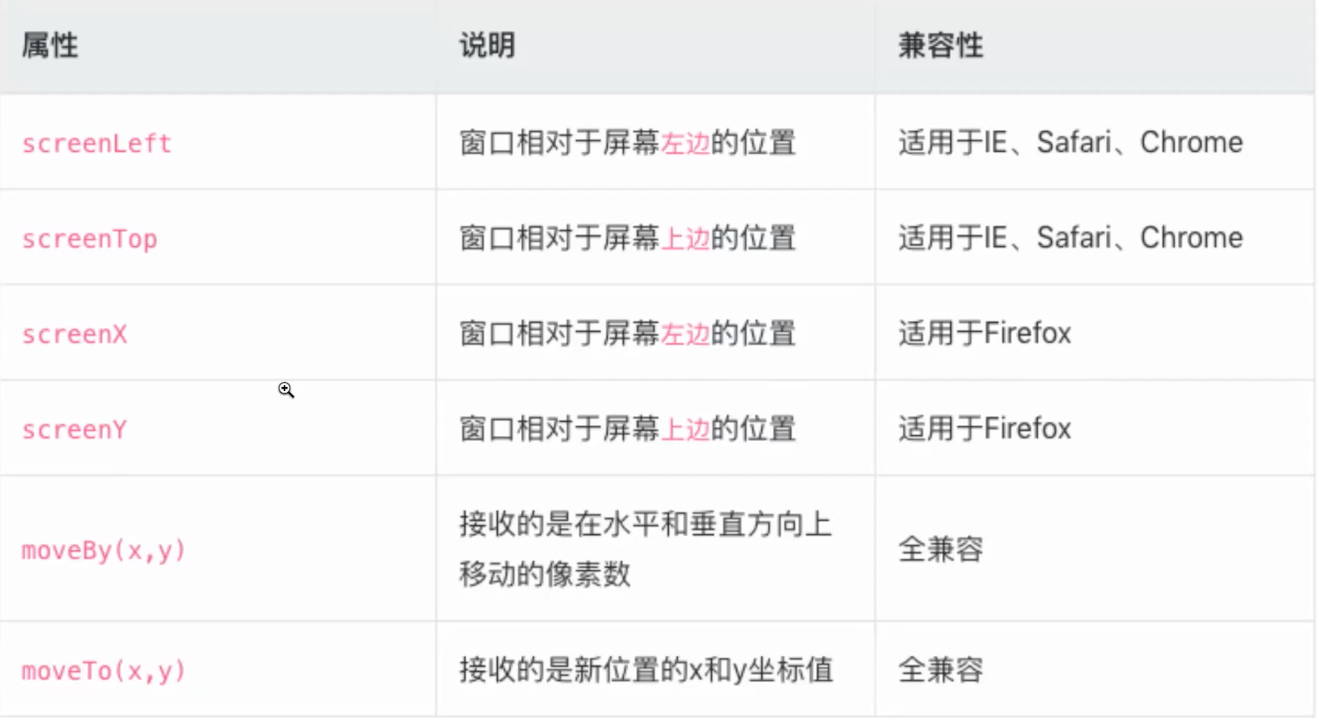 属性 说明 兼容性
screenLeft 窗口相对于屏幕左边的位置 适用于IE、Safari、Chrome
screenTop 窗口相对于屏幕上边的位置 适用于IE、Safari、Chrome
screenX 窗口相对于屏幕左边的位置 适用于Firefox
screenY 窗口相对于屏幕上边的位置 适用于Firefox
moveBy(x,y) 接收的是在水平和垂直方向上
移动的像素数 全兼容
moveTo(x,y) 接收的是新位置的x和y坐标值 全兼容